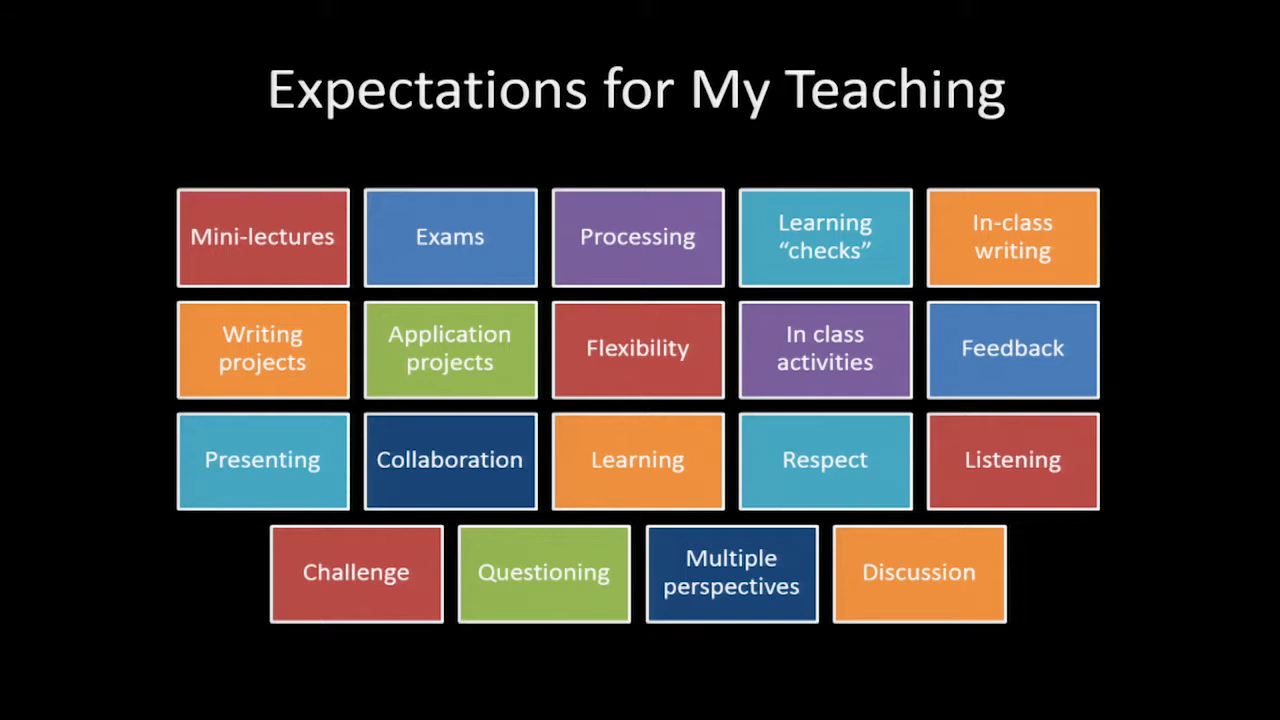 Expectations for My Teaching
Mini-lectures
Exams
Processing
Learning
“checks”
In-class
writing
Writing
projects
Application
projects
Flexibility
In class
activities
Feedback
Presenting
Collaboration
Learning
Respect
Listening
Challenge
Questioning
Multiple
perspectives
Discussion